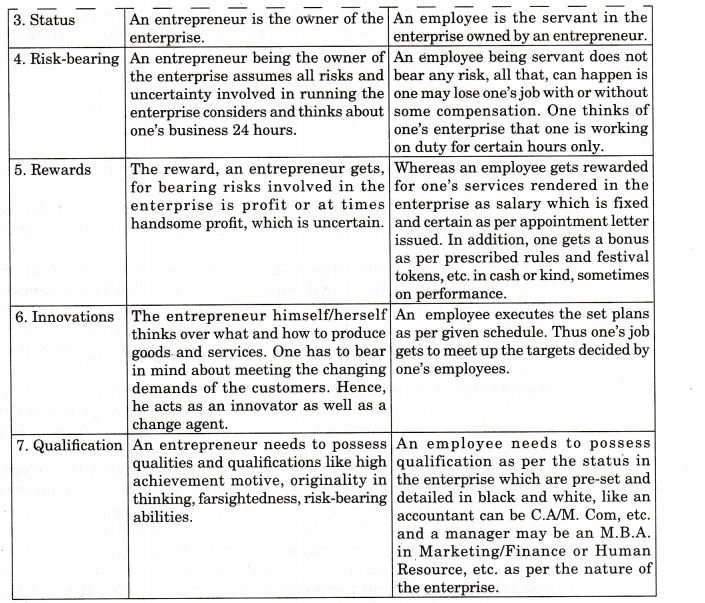 3. Status
An entrepreneur is the owner of the
enterprise.
An employee is the servant in the
enterprise owned by an entrepreneur.
4. Risk-bearing
An entrepreneur being the owner of
the enterprise assumes all risks and
uncertainty involved in running the
enterprise considers and thinks about
one's business 24 hours.
An employee being servant does not
bear any risk, all that, can happen is
one may lose one's job with or without
some compensation. One thinks of
one's enterprise that one is working
on duty for certain hours only.
5. Rewards
The reward, an entrepreneur gets,
for bearing risks involved in the
enterprise is profit or at times
handsome profit, which is uncertain.
Whereas an employee gets rewarded
for one's services rendered in the
enterprise as salary which is fixed
and certain as per appointment letter
issued. In addition, one gets a bonus
as per prescribed rules and festival
tokens, etc. in cash or kind, sometimes
on performance.
6. Innovations
The entrepreneur himself/herself
thinks over what and how to produce
goods and services. One has to bear
in mind about meeting the changing
demands of the customers. Hence,
he acts as an innovator as well as a
change agent.
An employee executes the set plans
as per given schedule. Thus one's job
gets to meet up the targets decided by
one's employees.
7. Qualification
An entrepreneur needs to possess
qualities and qualifications like high
achievement motive, originality in
thinking, farsightedness, risk-bearing
abilities.
An employee needs to possess
qualification as per the status in
the enterprise which are pre-set and
detailed in black and white, like an
accountant can be C.A/M. Com, etc.
and a manager may be an M.B.A.
in Marketing/Finance or Human
Resource, etc. as per the nature of
the enterprise.